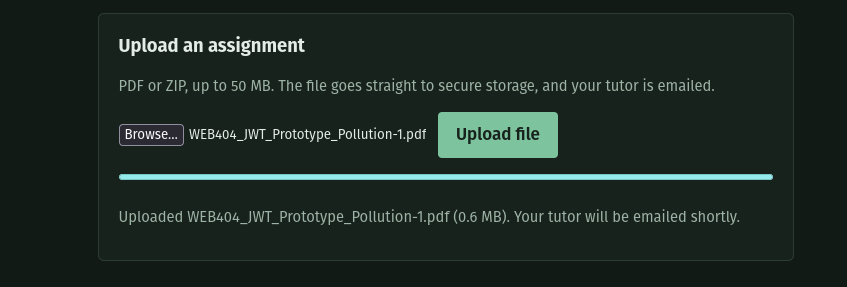 Upload an assignment
PDF or ZIP, up to 50 MB. The file goes straight to secure storage, and your tutor is emailed.
Browse... WEB404_JWT_Prototype_Pollution-1.pdf Upload file
Uploaded WEB404_JWT_Prototype_Pollution-1.pdf (0.6 MB). Your tutor will be emailed shortly.